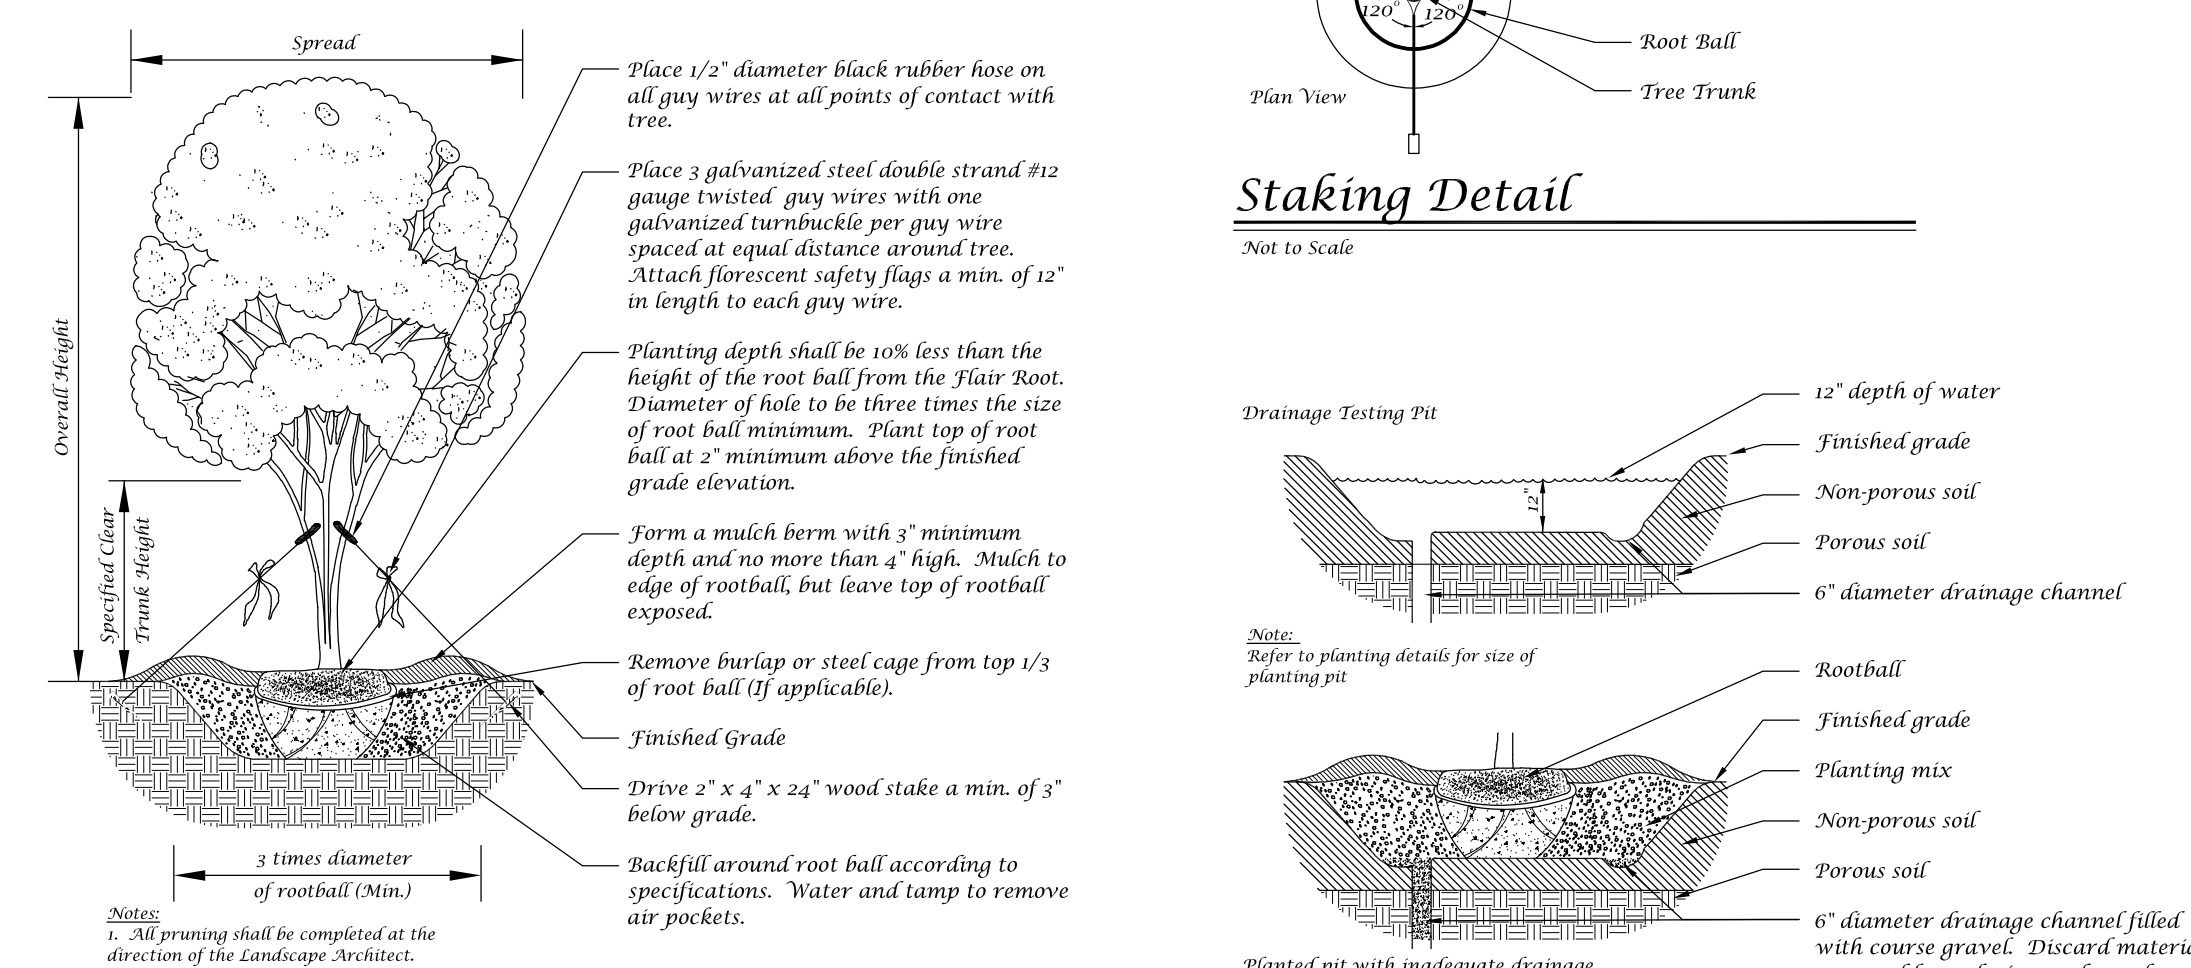 Spread
Overall Height
Specified Clear
Trunk Height
Place 1/2" diameter black rubber hose on
all guy wires at all points of contact with
tree.
Place 3 galvanized steel double strand #12
gauge twisted guy wires with one
galvanized turnbuckle per guy wire
spaced at equal distance around tree.
Attach florescent safety flags a min. of 12"
in length to each guy wire.
Planting depth shall be 10% less than the
height of the root ball from the Flair Root.
Diameter of hole to be three times the size
of root ball minimum. Plant top of root
ball at 2" minimum above the finished
grade elevation.
Form a mulch berm with 3" minimum
depth and no more than 4" high. Mulch to
edge of rootball, but leave top of rootball
exposed.
Remove burlap or steel cage from top 1/3
of root ball (If applicable).
Finished Grade
Drive 2" x 4" x 24" wood stake a min. of 3"
below grade.
Backfill around root ball according to
specifications. Water and tamp to remove
air pockets.
3 times diameter
of rootball (Min.)
Notes:
1. All pruning shall be completed at the
direction of the Landscape Architect.
120°
120°
Root Ball
Tree Trunk
Plan View
Staking Detail
Not to Scale
Drainage Testing Pit
12" depth of water
Finished grade
Non-porous soil
Porous soil
6" diameter drainage channel
12"
Note:
Refer to planting details for size of
planting pit
Rootball
Finished grade
Planting mix
Non-porous soil
Porous soil
6" diameter drainage channel filled
with course gravel. Discard
Planted pit with inadequate drainage